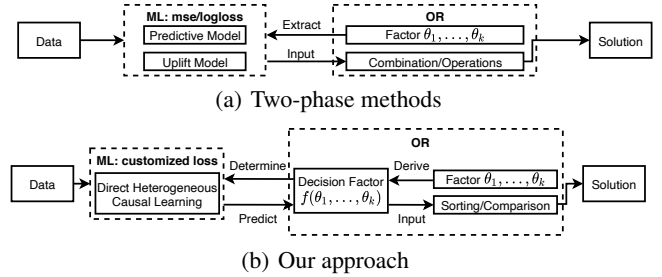 ML: mse/logloss
OR
Data
Predictive Model
Extract
Factor θ₁, . . . , θₖ
Solution
Uplift Model
Input
Combination/Operations
(a) Two-phase methods
OR
ML: customized loss
Determine
Derive
Data
Direct Heterogeneous
Causal Learning
Decision Factor
f(θ₁, . . . , θₖ)
Factor θ₁, . . . , θₖ
Solution
Predict
Input
Sorting/Comparison
(b) Our approach